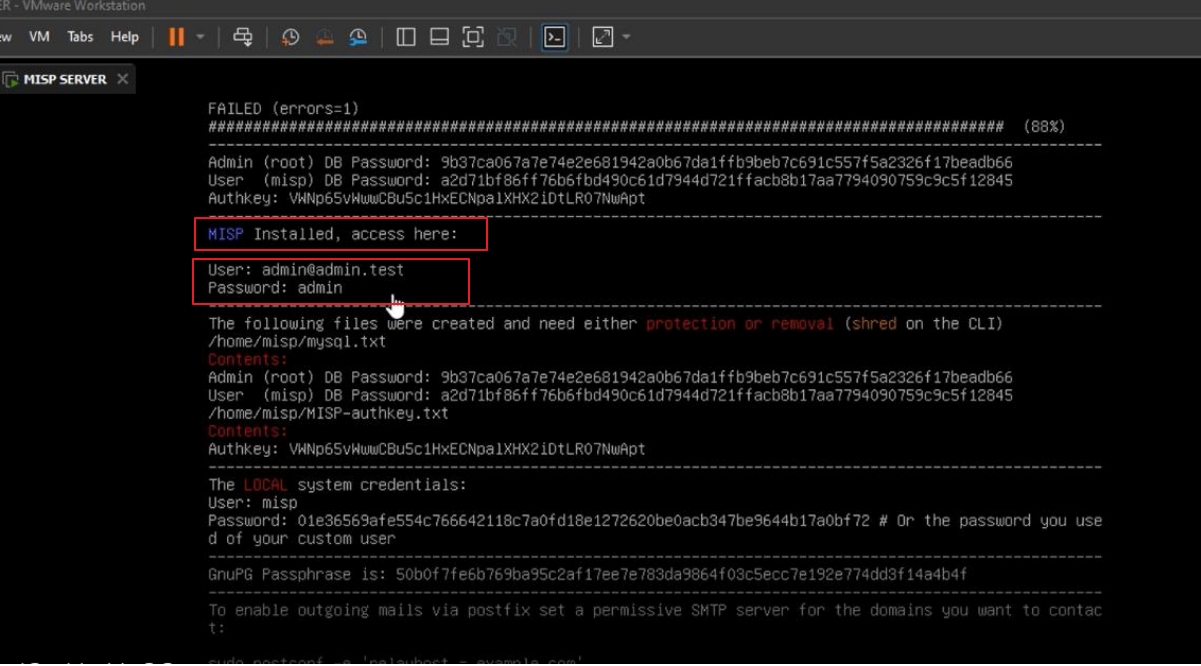 ER - VMware Workstation
ew VM Tabs Help
MISP SERVER
FAILED (errors=1)
######################################################################################## (88%)
--------------------------------------------------------------------------------
Admin (root) DB Password: 9b37ca067a7e74e2e681942a0b67da1ffb9beb7c691c557f5a2326f17beadb66
User (misp) DB Password: a2d71bf86ff76b6fbd490c61d7944d721ffacb8b17aa7794090759c9c5f12845
Authkey: VWNp65vWwwCBu5c1HxECNpalXHX2iDtLR07NwApt
--------------------------------------------------------------------------------
MISP Installed, access here:
User: admin@admin.test
Password: admin
--------------------------------------------------------------------------------
The following files were created and need either protection or removal (shred on the CLI)
/home/misp/mysql.txt
Contents:
Admin (root) DB Password: 9b37ca067a7e74e2e681942a0b67da1ffb9beb7c691c557f5a2326f17beadb66
User (misp) DB Password: a2d71bf86ff76b6fbd490c61d7944d721ffacb8b17aa7794090759c9c5f12845
/home/misp/MISP-authkey.txt
Contents:
Authkey: VWNp65vWwwCBu5c1HxECNpalXHX2iDtLR07NwApt
--------------------------------------------------------------------------------
The LOCAL system credentials:
User: misp
Password: 01e36569afe554c766642118c7a0fd18e1272620be0acb347be9644b17a0bf72 # Or the password you use
d of your custom user
--------------------------------------------------------------------------------
GnuPG Passphrase is: 50b0f7fe6b769ba95c2af17ee7e783da9864f03c5ecc7e192e774dd3f14a4b4f
--------------------------------------------------------------------------------
To enable outgoing mails via postfix set a permissive SMTP server for the domains you want to contac
t:
sudo postconf -e 'relayhost = example.com'